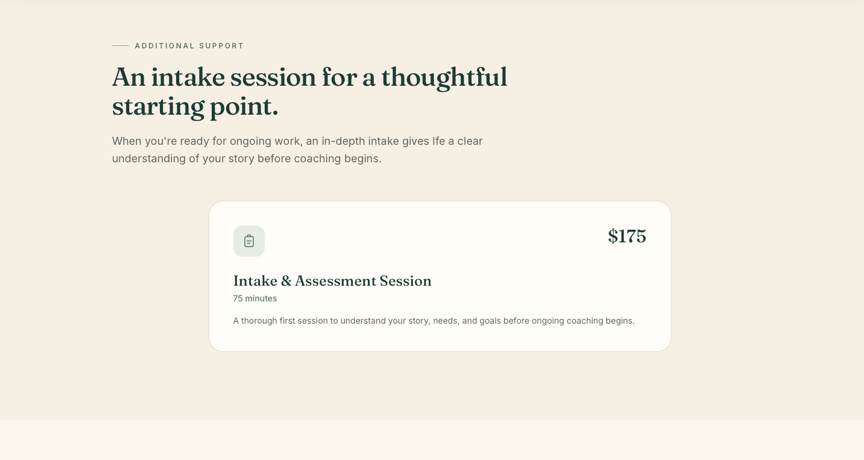 ADDITIONAL SUPPORT
An intake session for a thoughtful
starting point.
When you're ready for ongoing work, an in-depth intake gives Ife a clear
understanding of your story before coaching begins.
$175
Intake & Assessment Session
75 minutes
A thorough first session to understand your story, needs, and goals before ongoing coaching begins.